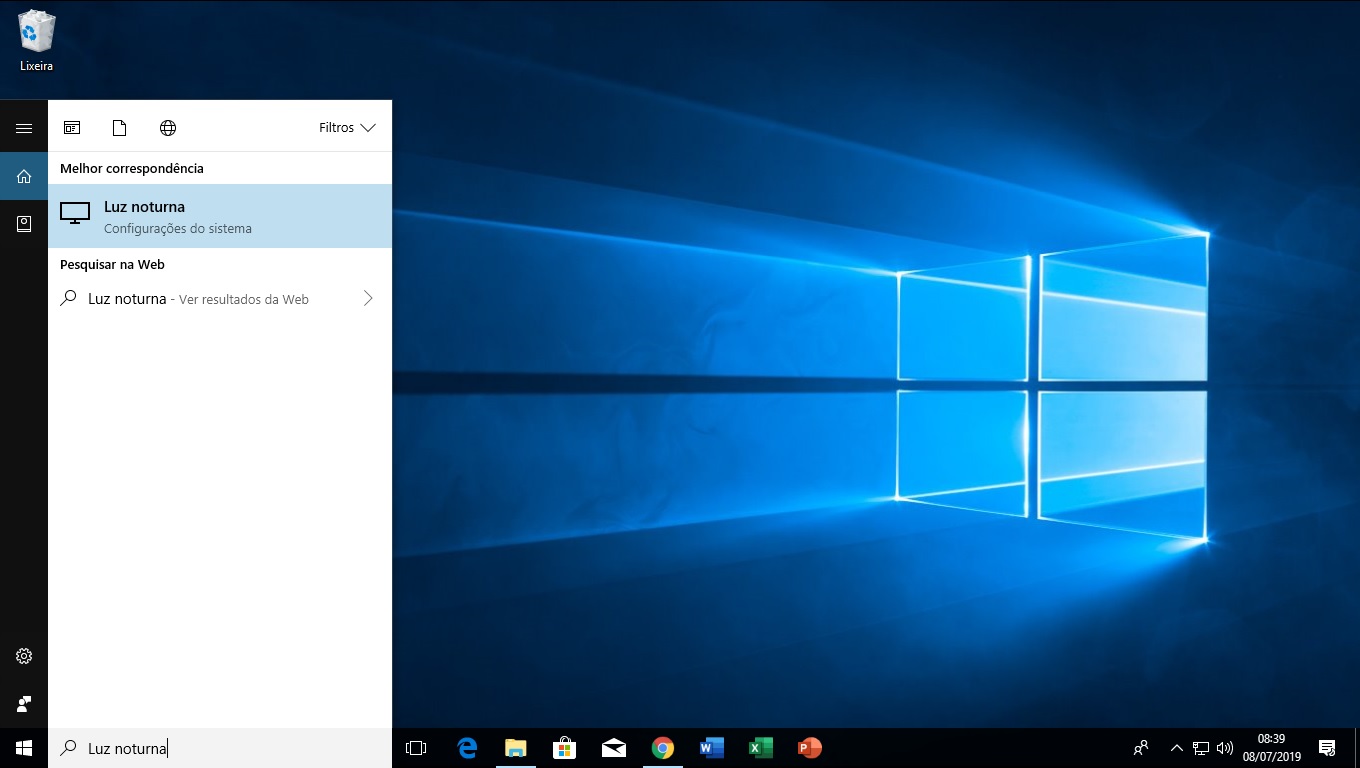 Lixeira
Filtros
Melhor correspondência
Luz noturna
Configurações do sistema
Pesquisar na Web
Luz noturna - Ver resultados da Web
Luz noturna
08:39
08/07/2019